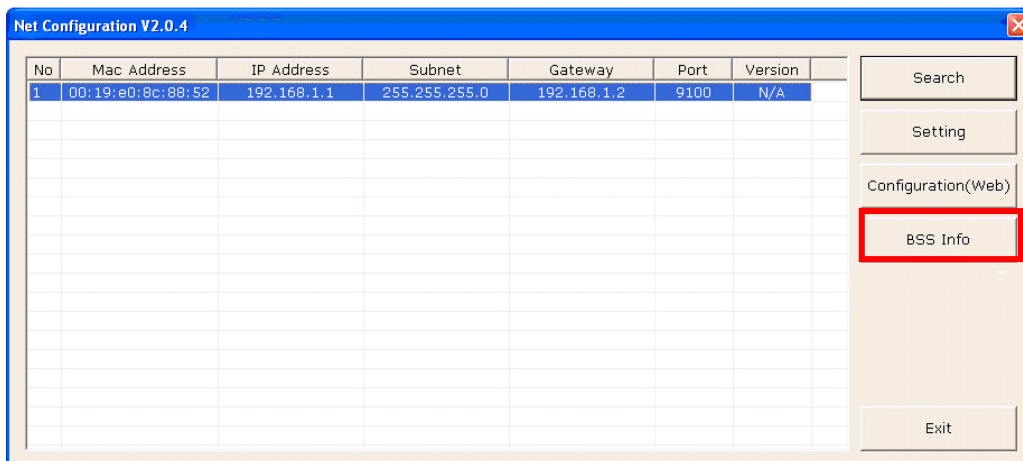 Net Configuration V2.0.4
No Mac Address IP Address Subnet Gateway Port Version
1 00:19:e0:8c:88:52 192.168.1.1 255.255.255.0 192.168.1.2 9100 N/A
Search
Setting
Configuration(Web)
BSS Info
Exit